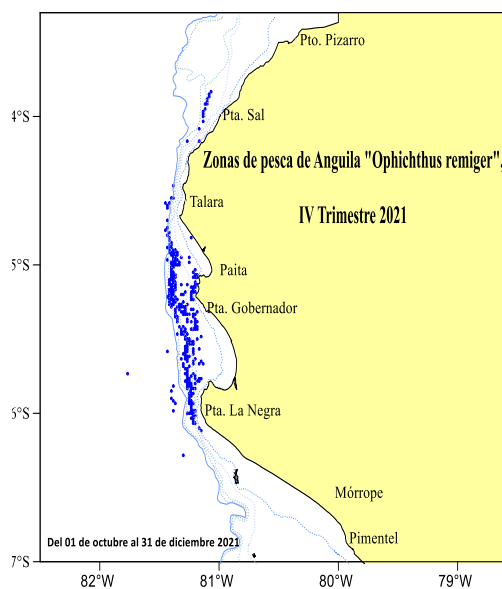 Pto. Pizarro
4°S
Pta. Sal
Zonas de pesca de Anguila "Ophichthus remiger",
Talara
IV Trimestre 2021
5°S
Paita
Pta. Gobernador
6°S
Pta. La Negra
Mórrope
Pimentel
Del 01 de octubre al 31 de diciembre 2021
7°S
82°W 81°W 80°W 79°W